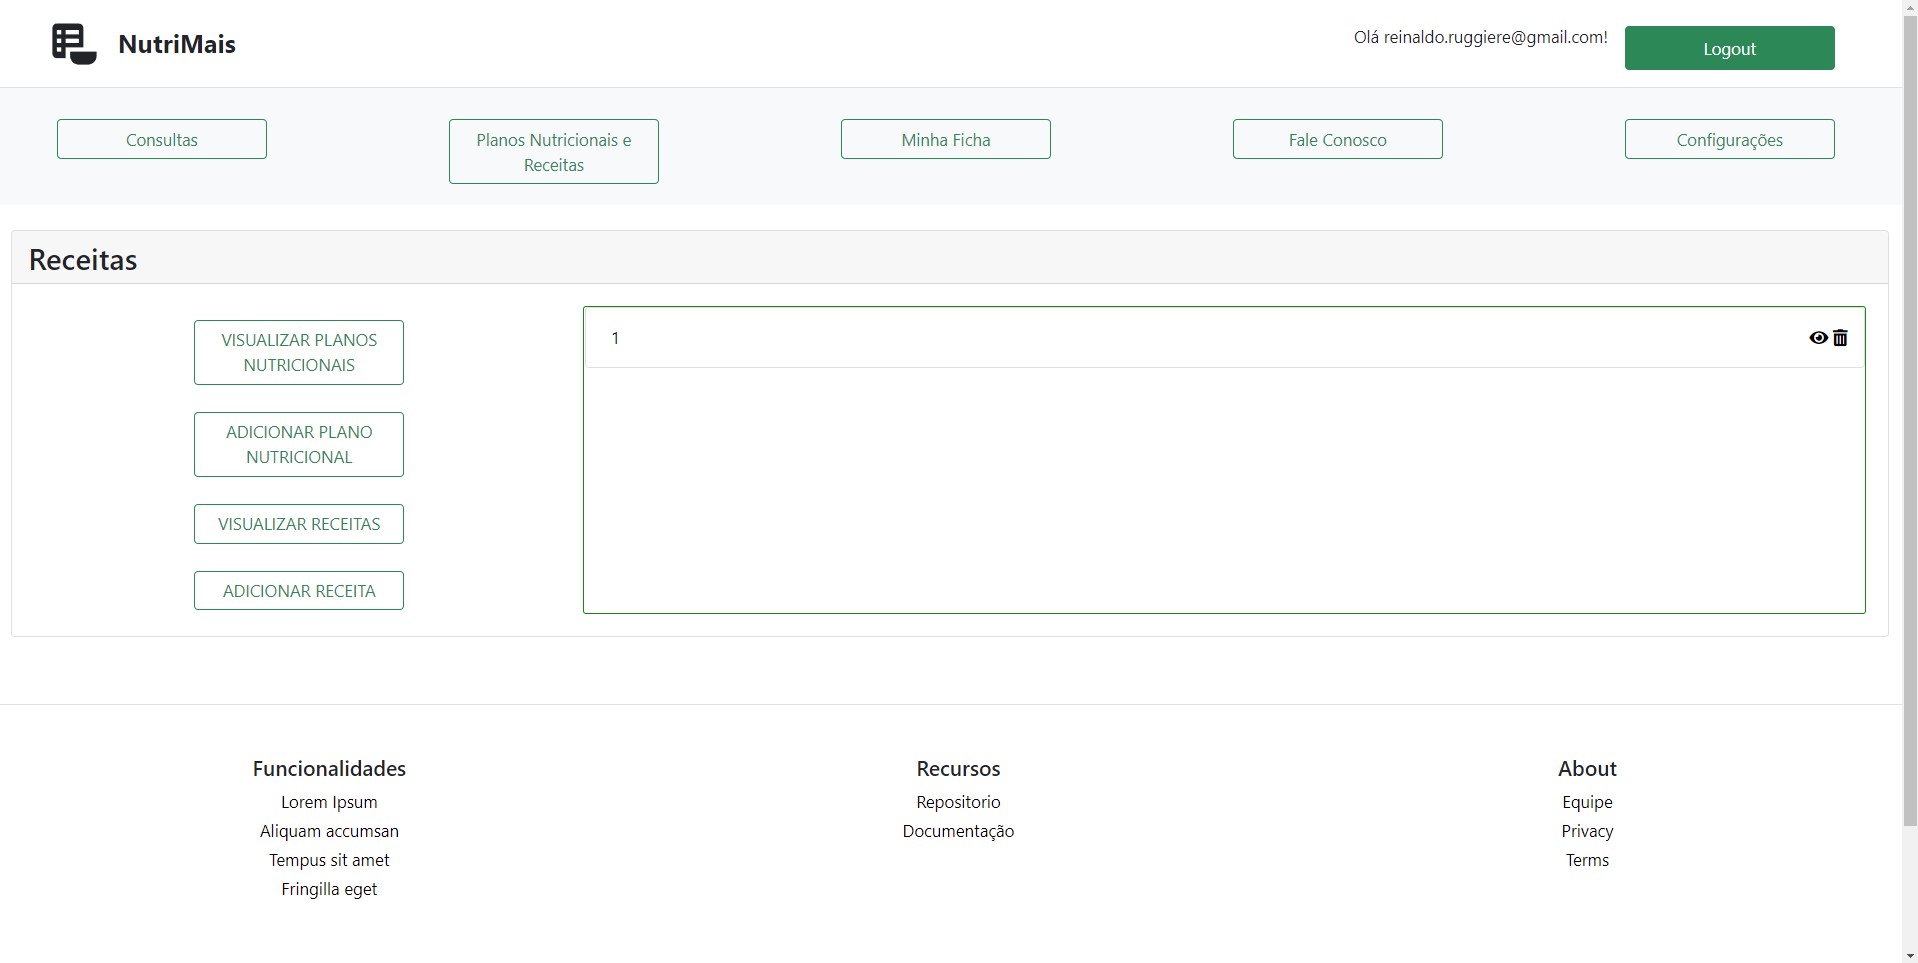 NutriMais
Olá reinaldo.ruggiere@gmail.com!
Logout
Consultas
Planos Nutricionais e
Receitas
Minha Ficha
Fale Conosco
Configurações
Receitas
VISUALIZAR PLANOS
NUTRICIONAIS
ADICIONAR PLANO
NUTRICIONAL
VISUALIZAR RECEITAS
ADICIONAR RECEITA
1
Funcionalidades
Lorem Ipsum
Aliquam accumsan
Tempus sit amet
Fringilla eget
Recursos
Repositorio
Documentação
About
Equipe
Privacy
Terms